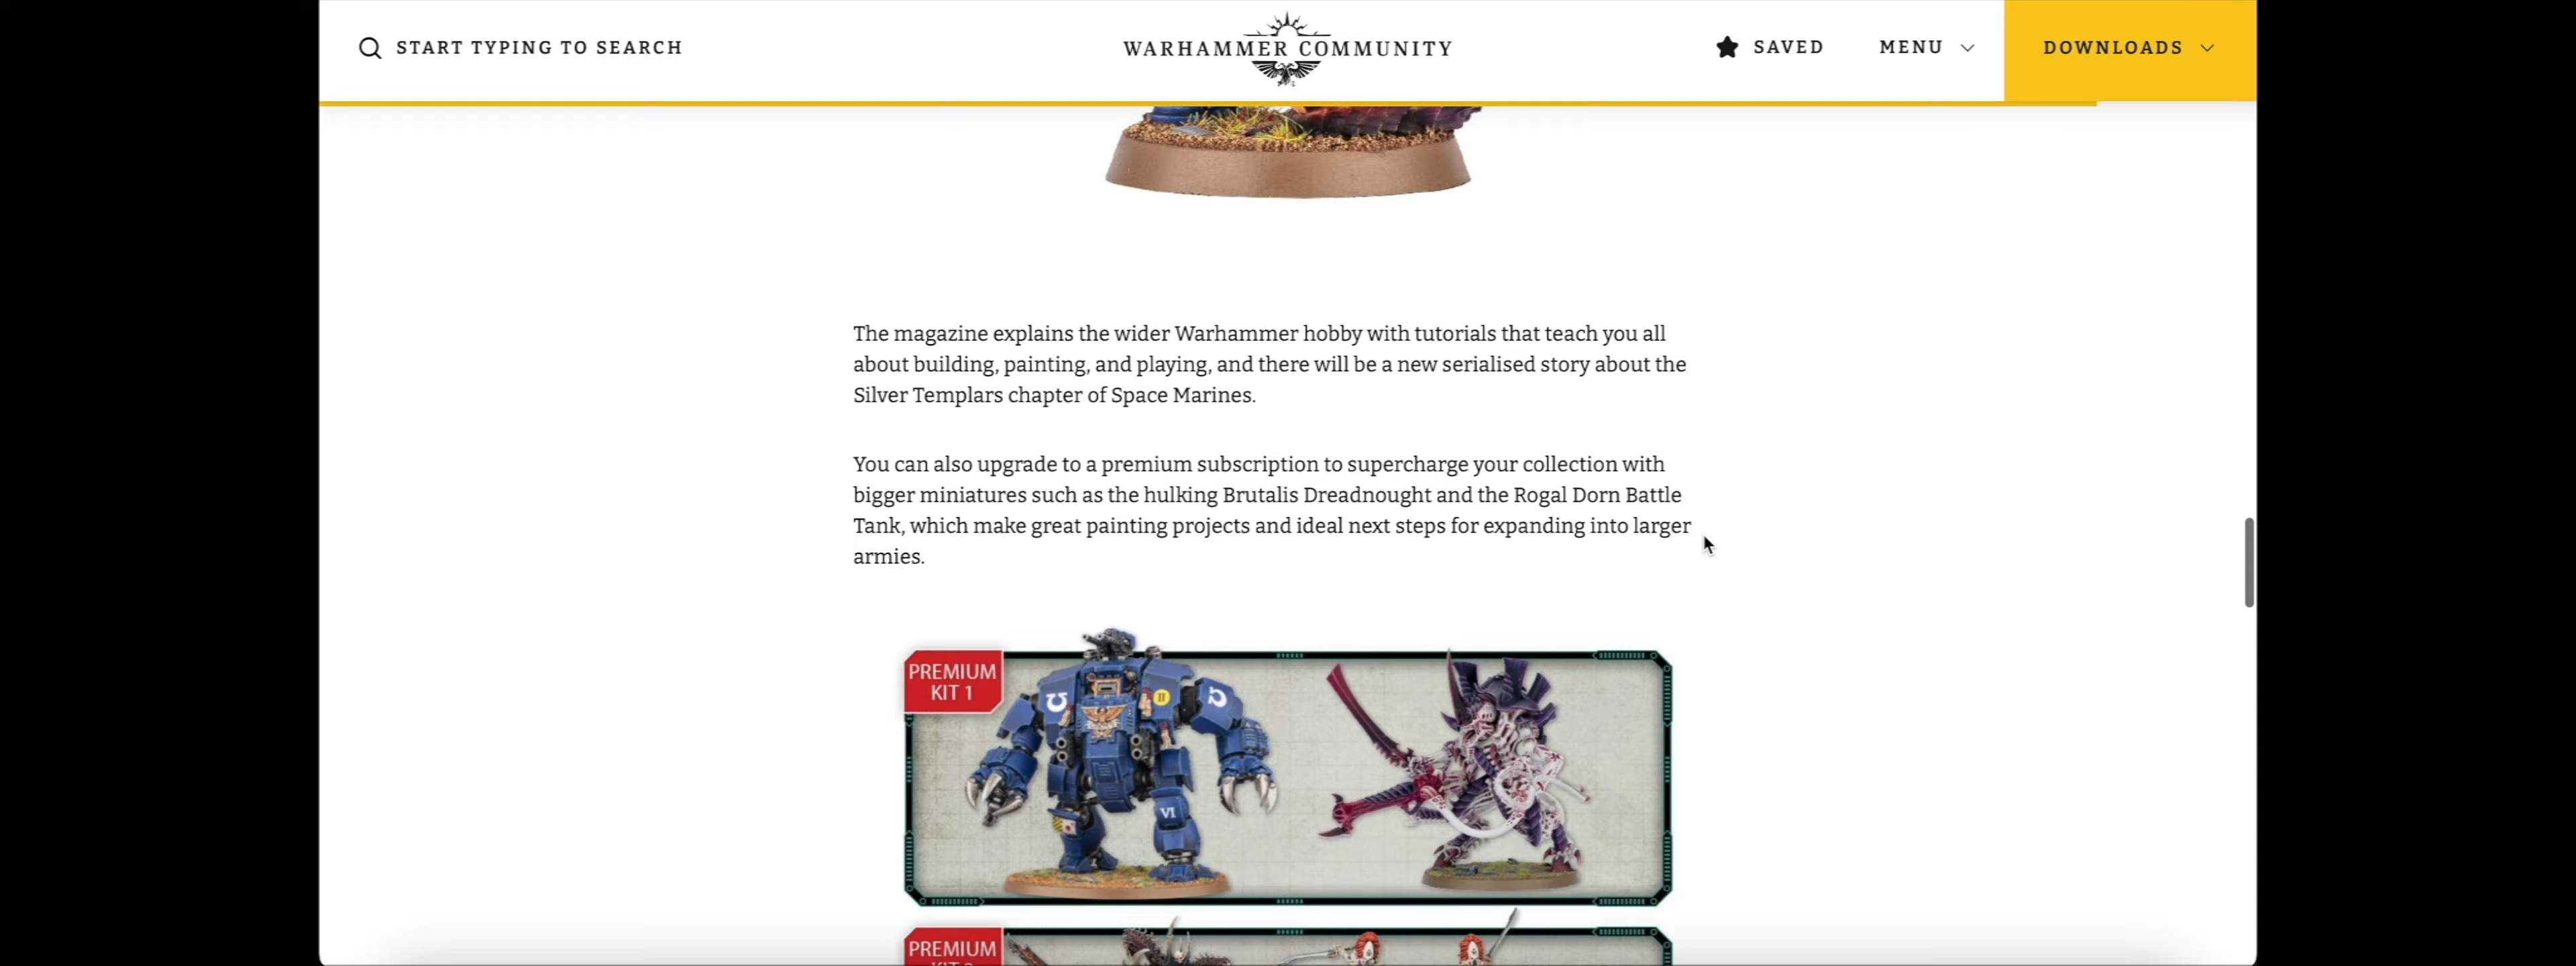 START TYPING TO SEARCH
WARHAMMER COMMUNITY
SAVED
MENU
DOWNLOADS
The magazine explains the wider Warhammer hobby with tutorials that teach you all
about building, painting, and playing, and there will be a new serialised story about the
Silver Templars chapter of Space Marines.
You can also upgrade to a premium subscription to supercharge your collection with
bigger miniatures such as the hulking Brutalis Dreadnought and the Rogal Dorn Battle
Tank, which make great painting projects and ideal next steps for expanding into larger
armies.
PREMIUM
KIT 1
II
VI
PREMIUM